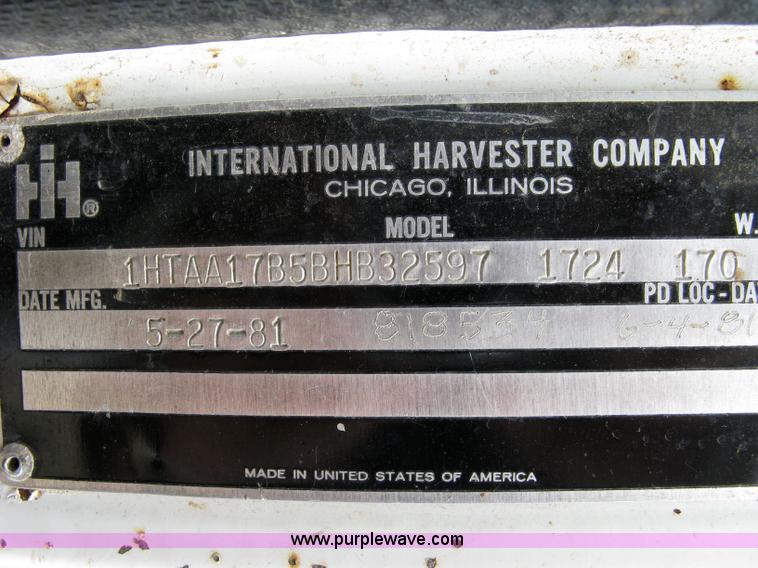 INTERNATIONAL HARVESTER COMPANY
IH ®
CHICAGO, ILLINOIS
VIN MODEL W.
1HTAA17B5BHB32597 1724 170
DATE MFG. PD LOC-DA
5-27-81 818534 6-4-81
MADE IN UNITED STATES OF AMERICA
www.purplewave.com